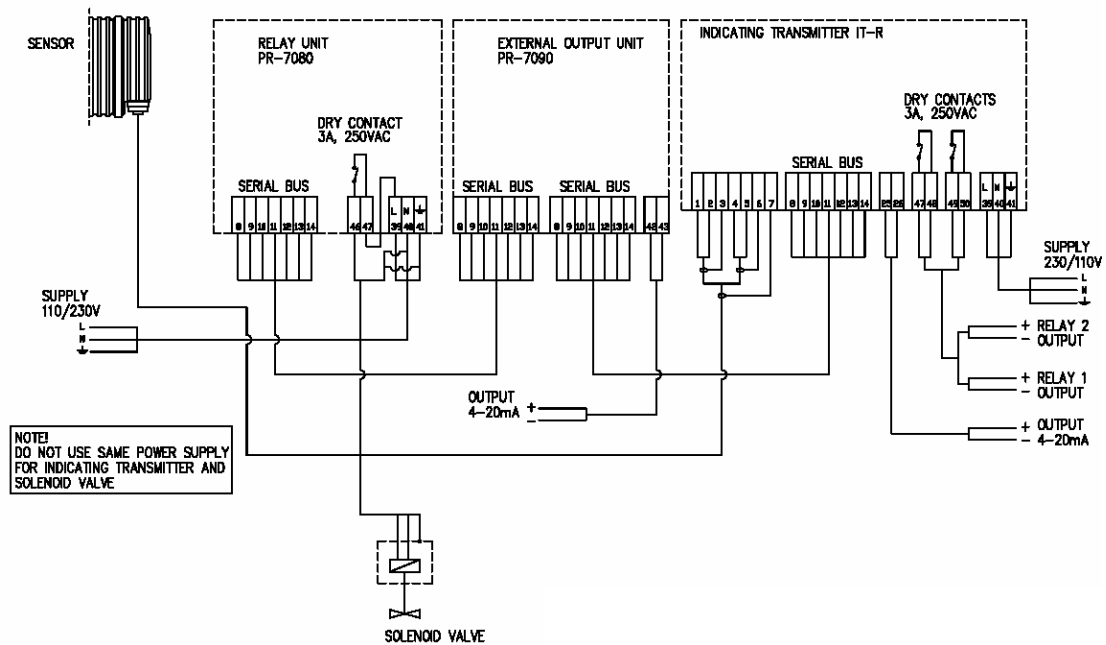 SENSOR
RELAY UNIT
PR-7080
DRY CONTACT
3A, 250VAC
SERIAL BUS
8 9 10 11 12 13 14
46 47
L N
39 40 41
EXTERNAL OUTPUT UNIT
PR-7090
SERIAL BUS
8 9 10 11 12 13 14
SERIAL BUS
8 9 10 11 12 13 14
42 43
INDICATING TRANSMITTER IT-R
DRY CONTACTS
3A, 250VAC
SERIAL BUS
1 2 3 4 5 6 7
8 9 10 11 12 13 14
25 26
47 48
49 50
L N
39 40 41
SUPPLY
230/110V
L
N
SUPPLY
110/230V
L
N
+ RELAY 2
- OUTPUT
+ RELAY 1
- OUTPUT
+ OUTPUT
- 4-20mA
OUTPUT
4-20mA
+
-
NOTE!
DO NOT USE SAME POWER SUPPLY
FOR INDICATING TRANSMITTER AND
SOLENOID VALVE
SOLENOID VALVE